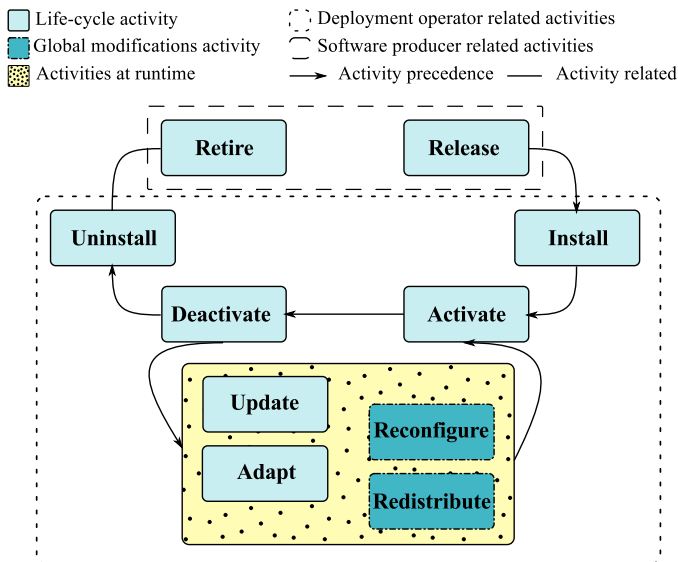 Life-cycle activity
Deployment operator related activities
Global modifications activity
Software producer related activities
Activities at runtime
Activity precedence
Activity related
Retire
Release
Uninstall
Install
Deactivate
Activate
Update
Reconfigure
Adapt
Redistribute